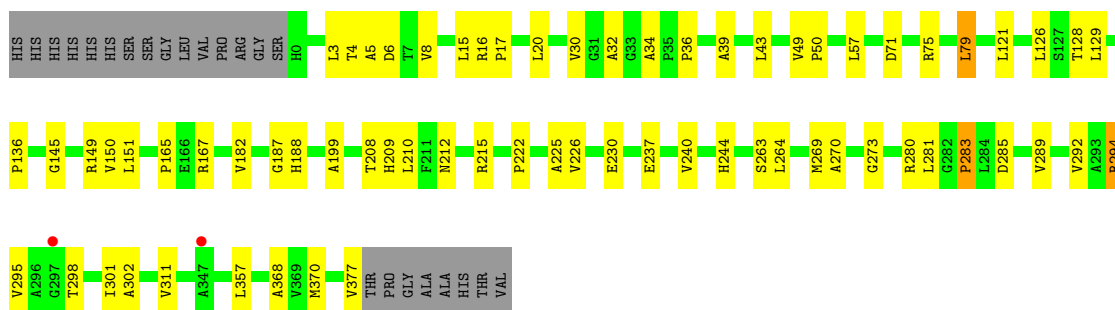 HIS HIS HIS HIS HIS HIS SER SER GLY LEU VAL PRO ARG GLY SER H0 L3 T4 A5 D6 T7 V8 L15 R16 P17 L20 V30 G31 A32 G33 A34 P35 P36 A39 L43 V49 P50 L57 D71 R75 L79 L121 L126 S127 T128 L129
P136 G145 R149 V150 L151 P165 E166 R167 V182 G187 H188 A199 T208 H209 L210 F211 N212 R215 P222 A225 V226 E230 E237 V240 H244 S263 L264 M269 A270 G273 R280 L281 G282 P283 L284 D285 V289 V292 A293
V295 A296 G297 T298 I301 A302 V311 A347 L357 A368 V369 M370 V377 THR PRO GLY ALA ALA HIS THR VAL